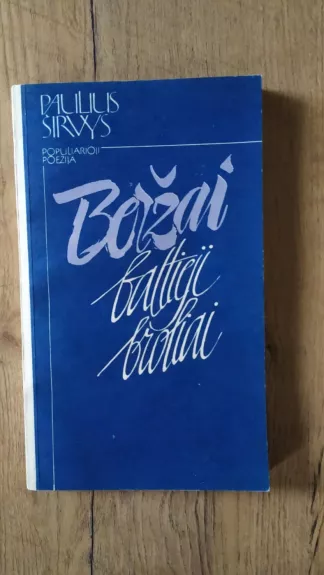 PAULIUS
ŠIRVYS
POPULIARIOJI
POEZIJA
Beržai
baltieji
broliai